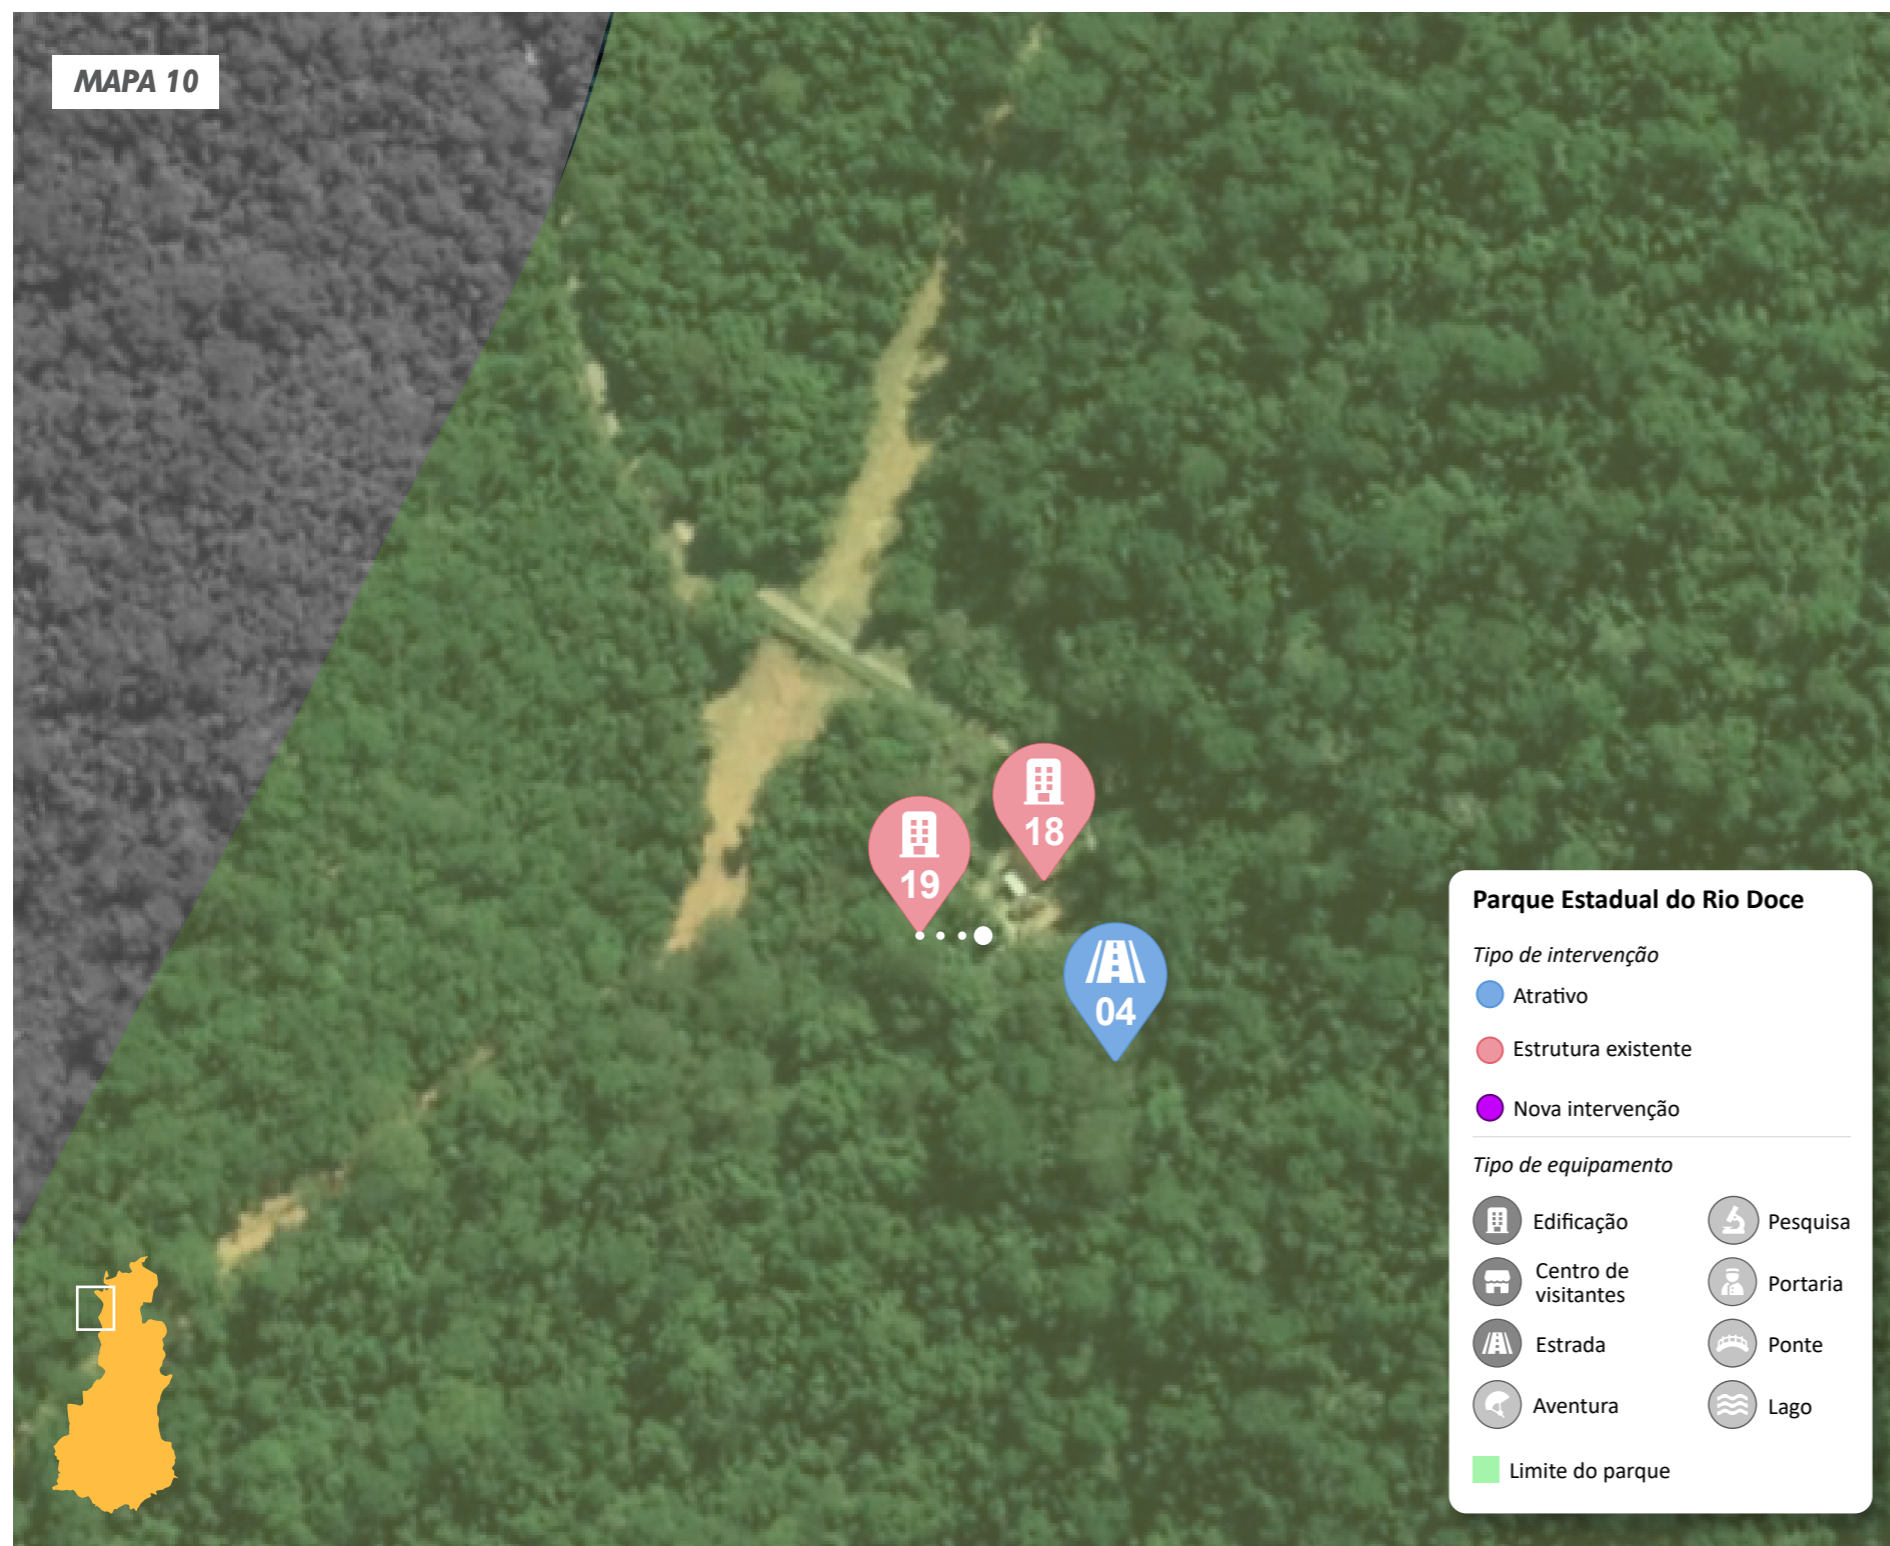 MAPA 10
18
19
04
Parque Estadual do Rio Doce
Tipo de intervenção
Atrativo
Estrutura existente
Nova intervenção
Tipo de equipamento
Edificação
Pesquisa
Centro de
visitantes
Portaria
Estrada
Ponte
Aventura
Lago
Limite do parque